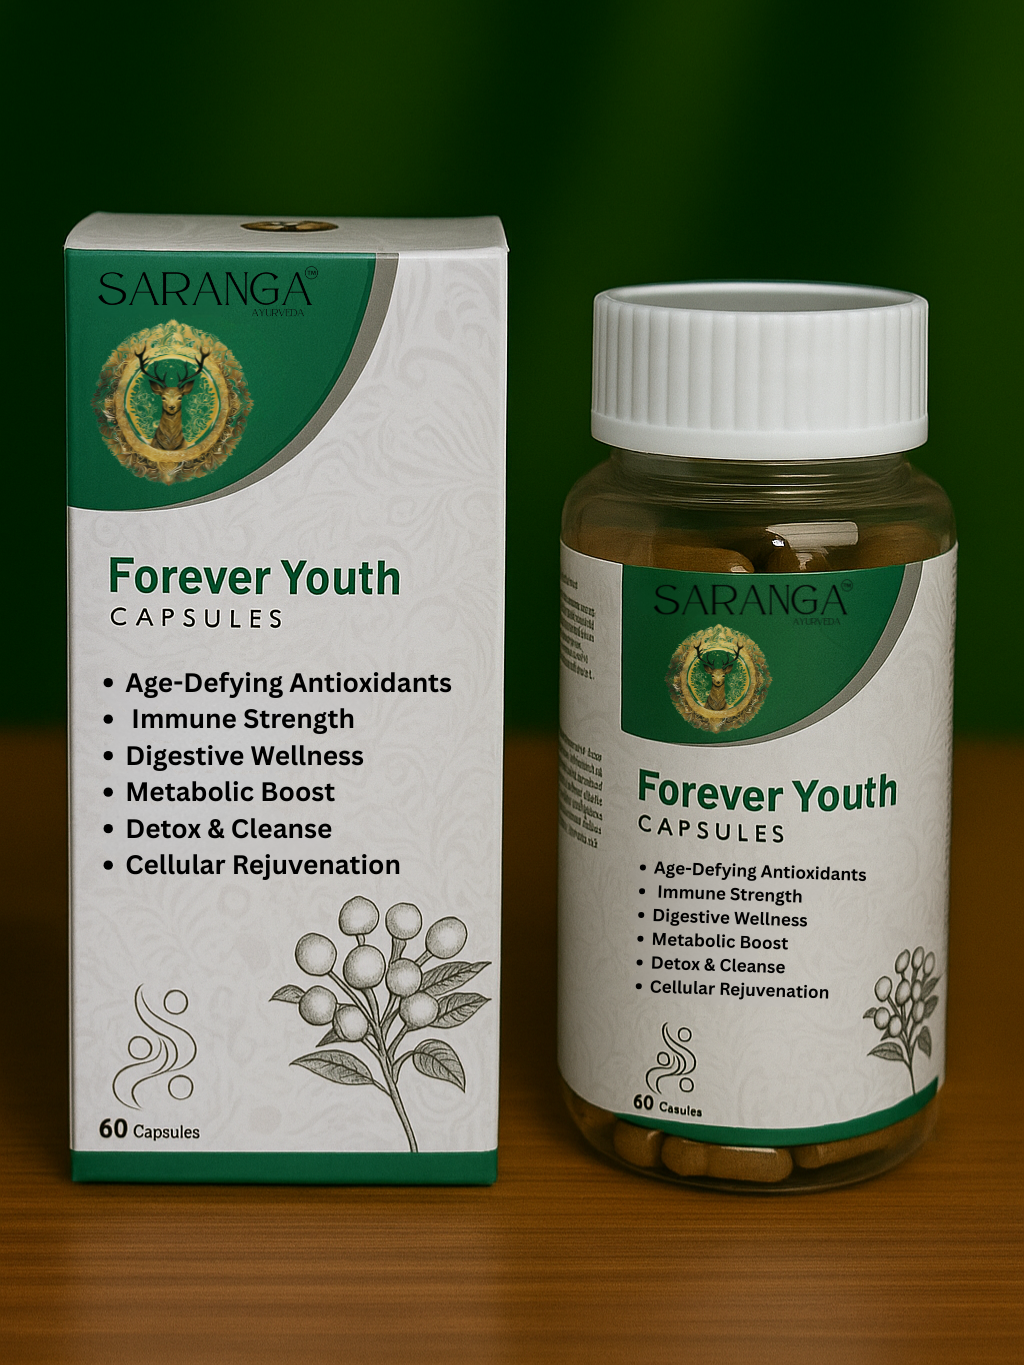 SARANGA™
AYURVEDA
Forever Youth
CAPSULES
• Age-Defying Antioxidants
• Immune Strength
• Digestive Wellness
• Metabolic Boost
• Detox & Cleanse
• Cellular Rejuvenation
60 Capsules
SARANGA™
AYURVEDA
Forever Youth
CAPSULES
• Age-Defying Antioxidants
• Immune Strength
• Digestive Wellness
• Metabolic Boost
• Detox & Cleanse
• Cellular Rejuvenation
60 Casules